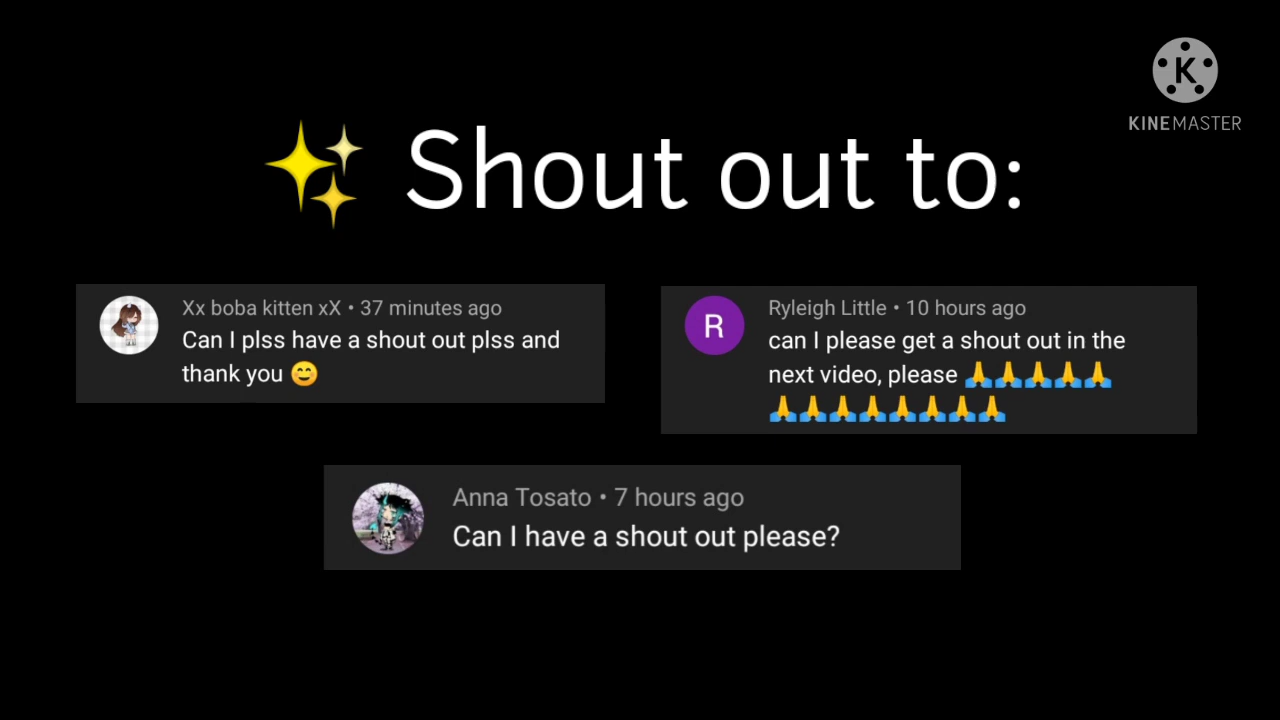 K
KINEMASTER
✨ Shout out to:
Xx boba kitten xX • 37 minutes ago
Can I plss have a shout out plss and
thank you 😊
R
Ryleigh Little • 10 hours ago
can I please get a shout out in the
next video, please 🙏🙏🙏🙏🙏
🙏🙏🙏🙏🙏🙏🙏🙏
Anna Tosato • 7 hours ago
Can I have a shout out please?